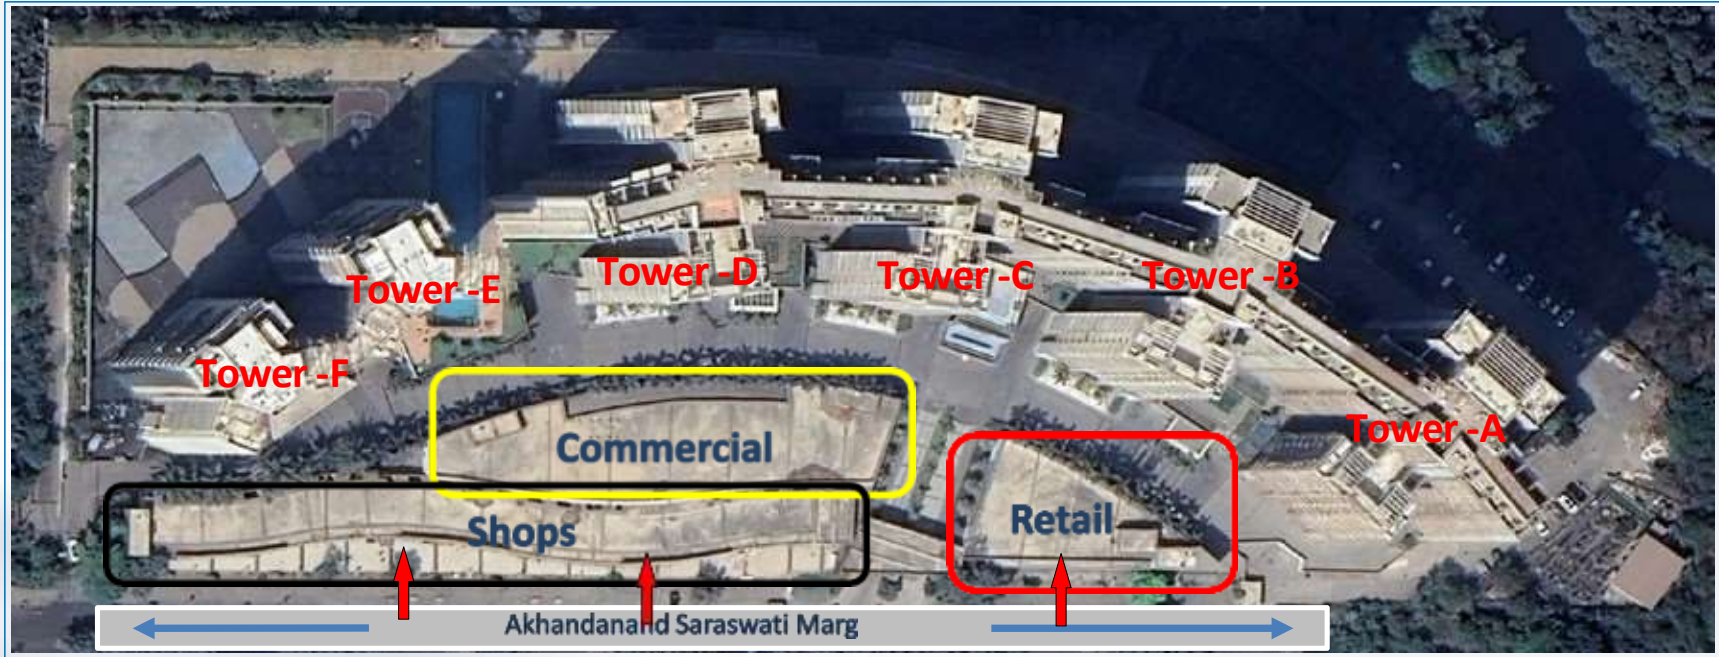 Tower -D
Tower -C
Tower -B
Tower -E
Tower -F
Tower -A
Commercial
Shops
Retail
Akhandanand Saraswati Marg